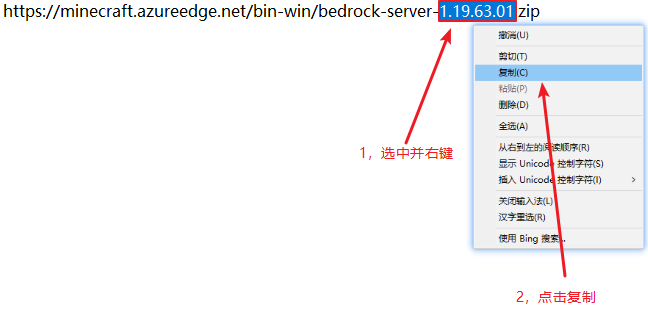 https://minecraft.azureedge.net/bin-win/bedrock-server-1.19.63.01.zip
撤消(U)
剪切(T)
复制(C)
粘贴(P)
删除(D)
全选(A)
从右到左的阅读顺序(R)
显示 Unicode 控制字符(S)
插入 Unicode 控制字符(I)
关闭输入法(L)
汉字重选(R)
使用 Bing 搜索...
1，选中并右键
2，点击复制